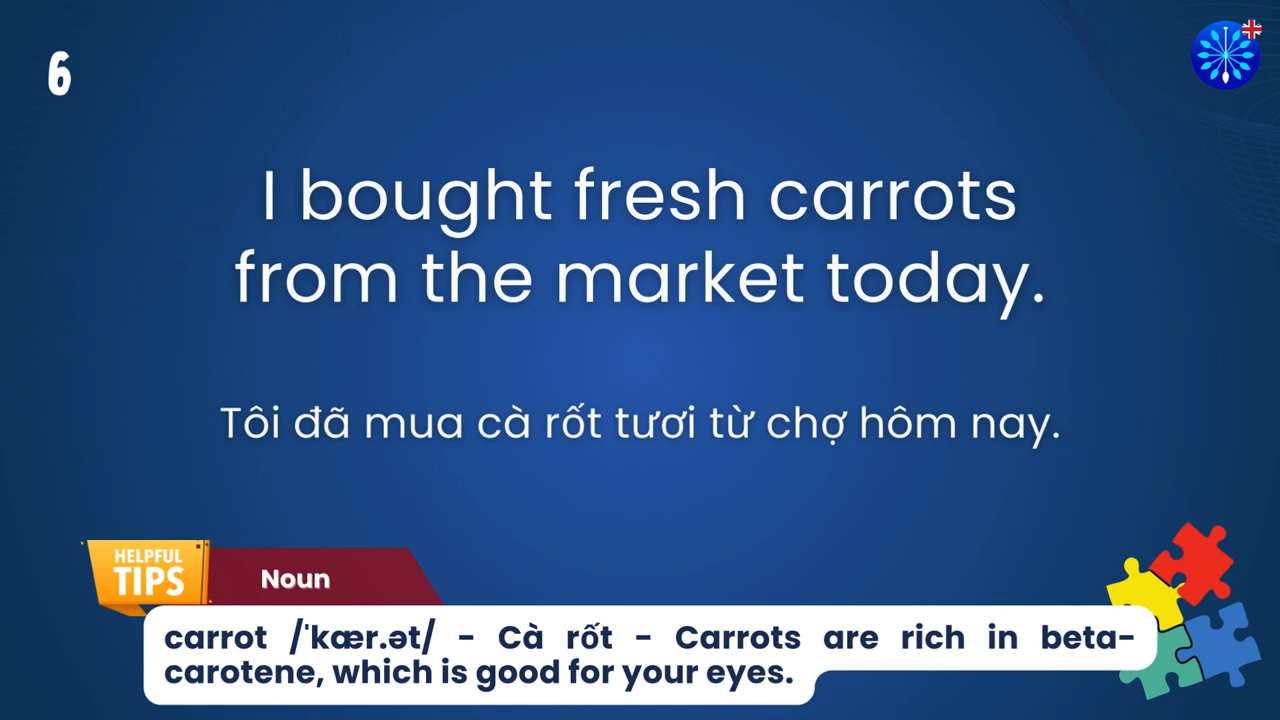 6
I bought fresh carrots
from the market today.
Tôi đã mua cà rốt tươi từ chợ hôm nay.
HELPFUL
TIPS
Noun
carrot /ˈkær.ət/ - Cà rốt - Carrots are rich in beta-
carotene, which is good for your eyes.